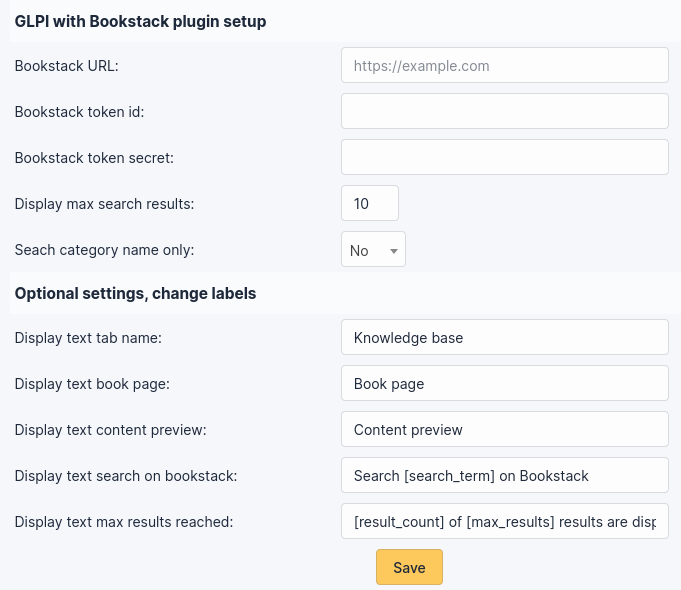 GLPI with Bookstack plugin setup
Bookstack URL: https://example.com
Bookstack token id:
Bookstack token secret:
Display max search results: 10
Seach category name only: No
Optional settings, change labels
Display text tab name: Knowledge base
Display text book page: Book page
Display text content preview: Content preview
Display text search on bookstack: Search [search_term] on Bookstack
Display text max results reached: [result_count] of [max_results] results are disp
Save